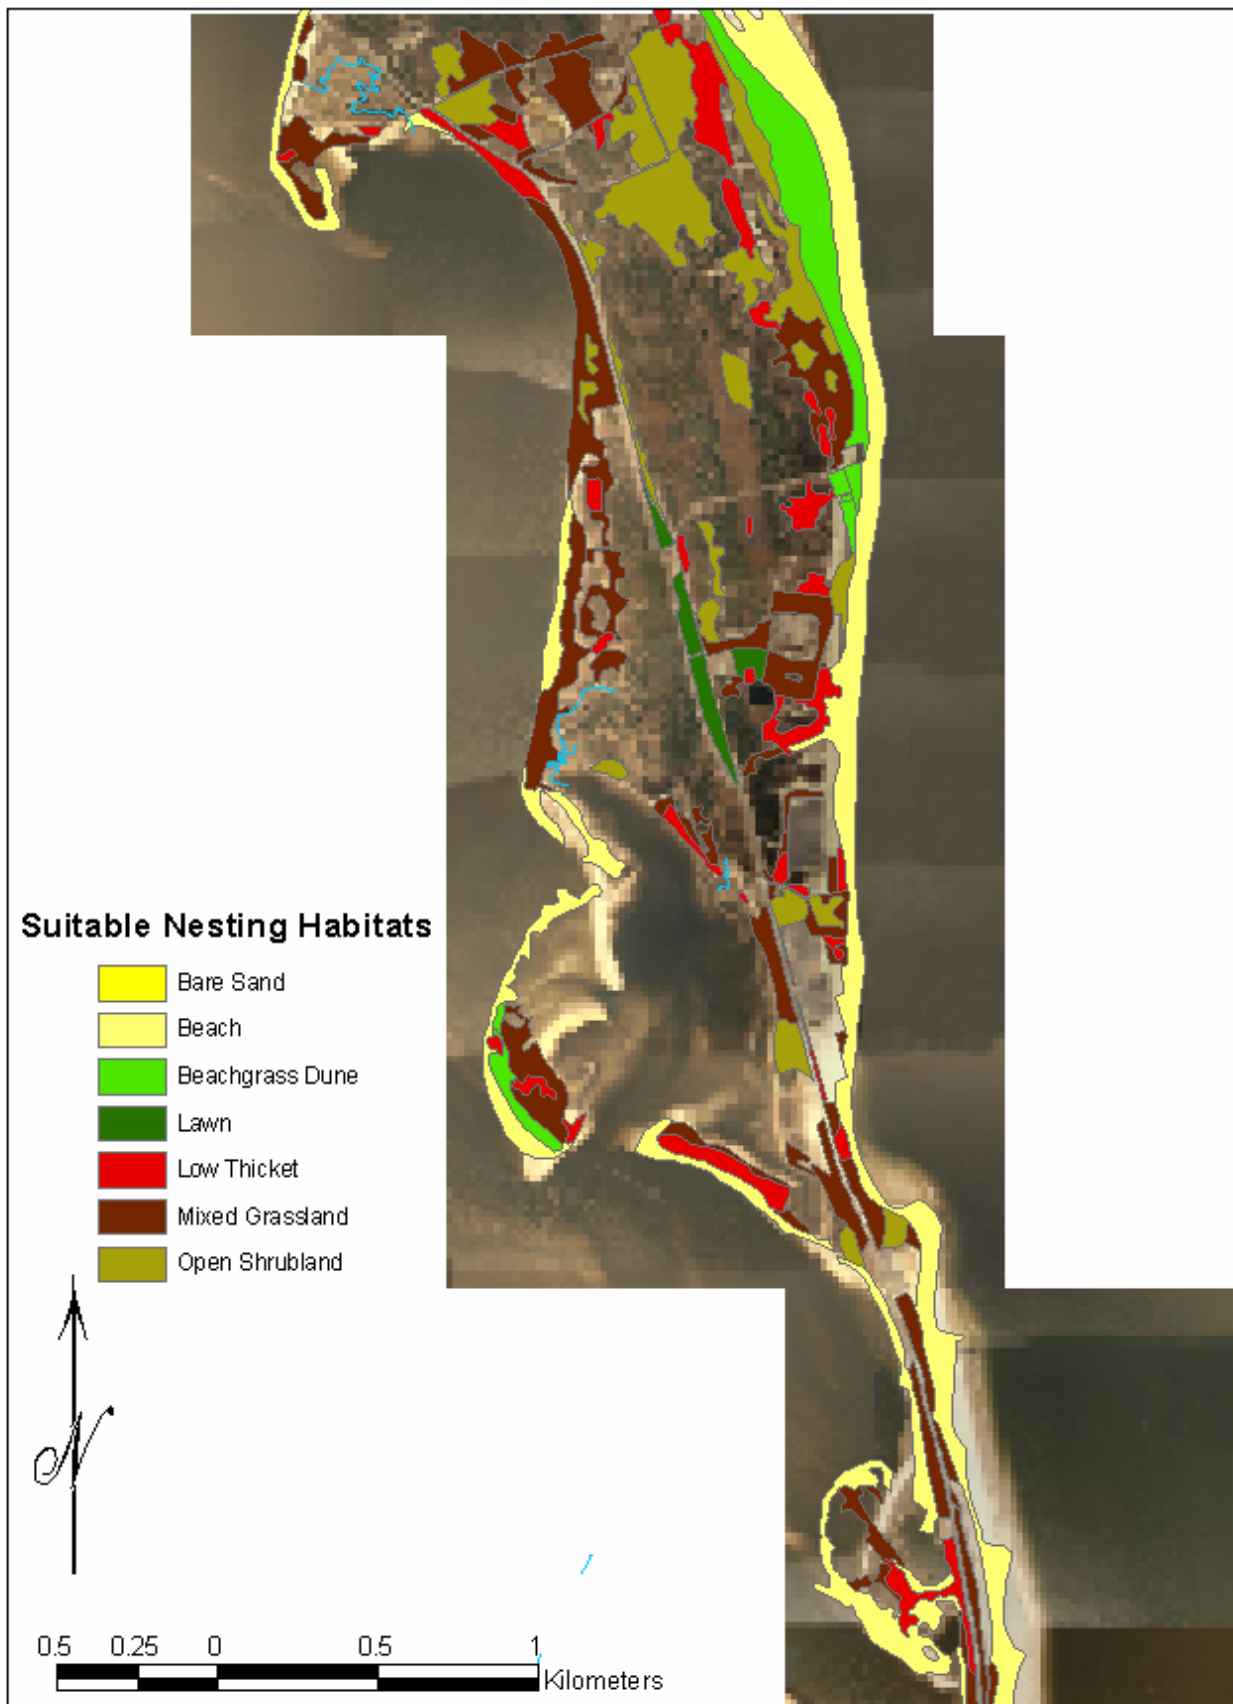 Suitable Nesting Habitats
Bare Sand
Beach
Beachgrass Dune
Lawn
Low Thicket
Mixed Grassland
Open Shrubland
N
0.5 0.25 0 0.5 1
Kilometers